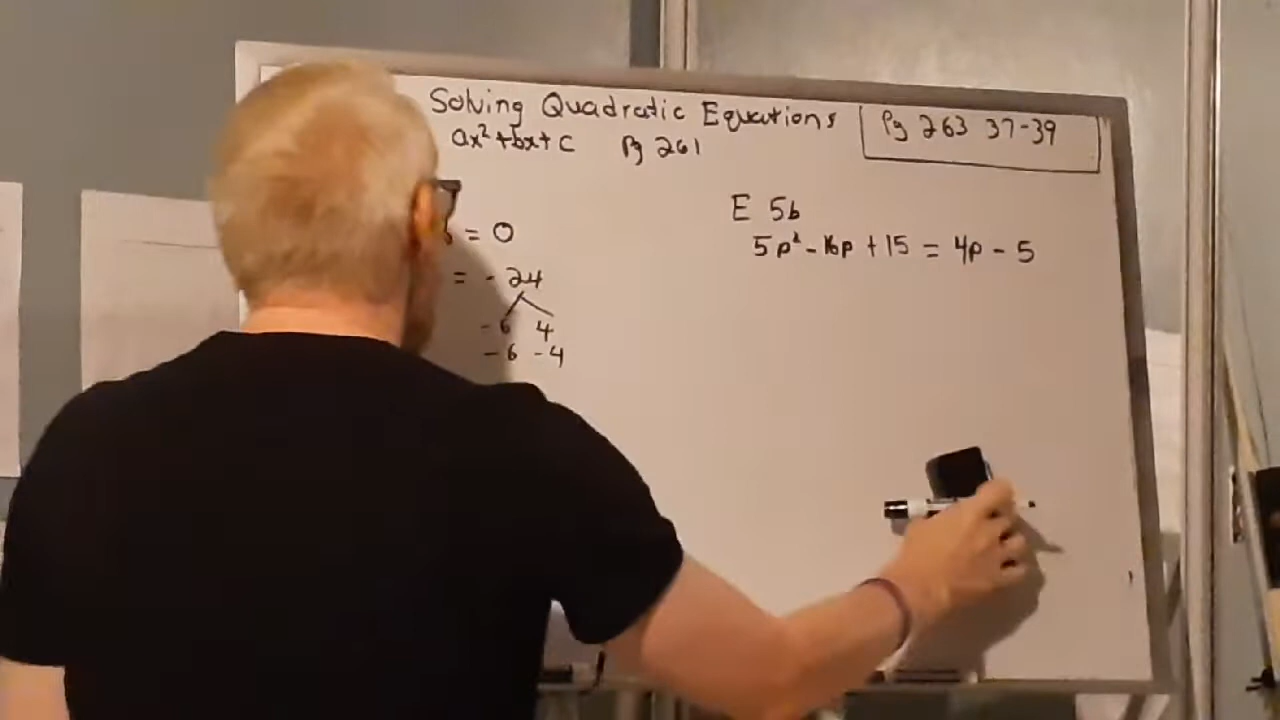 Solving Quadratic Equations
ax²+bx+c Pg 261
Pg 263 37-39
= 0
= - 24
-6 4
-6 -4
E 5b
5p² - 16p + 15 = 4p - 5